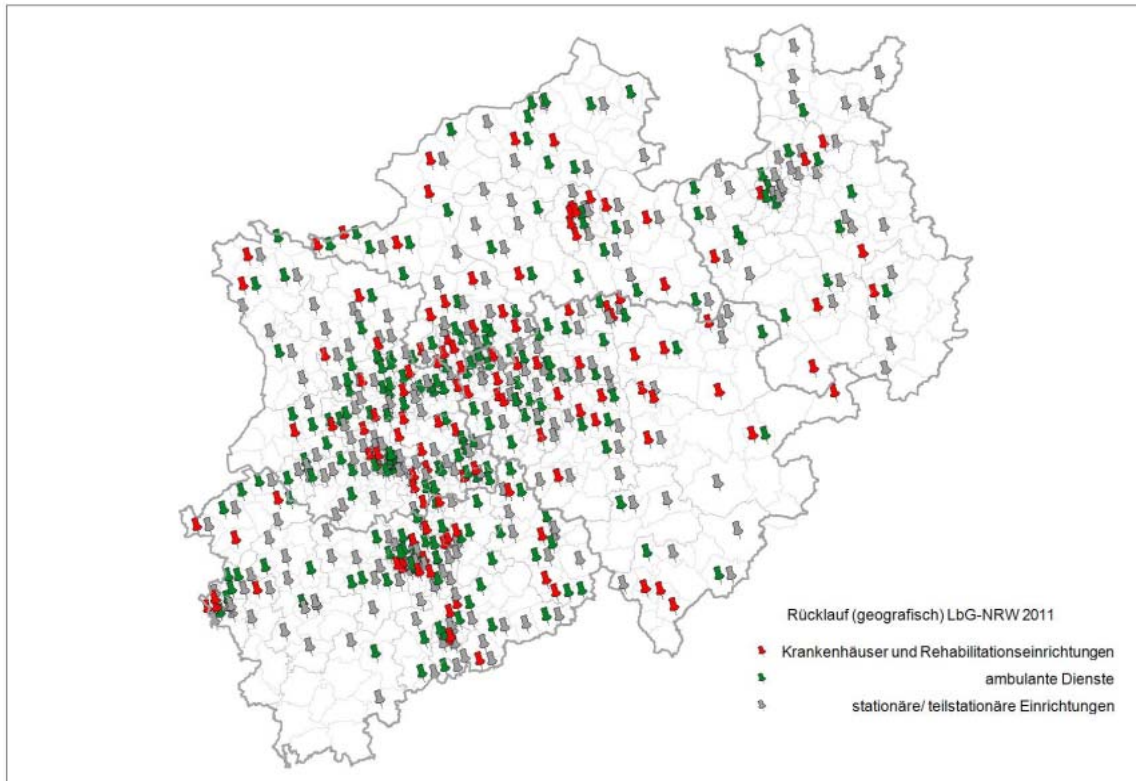 Rücklauf (geografisch) LbG-NRW 2011
Krankenhäuser und Rehabilitationseinrichtungen
ambulante Dienste
stationäre/ teilstationäre Einrichtungen